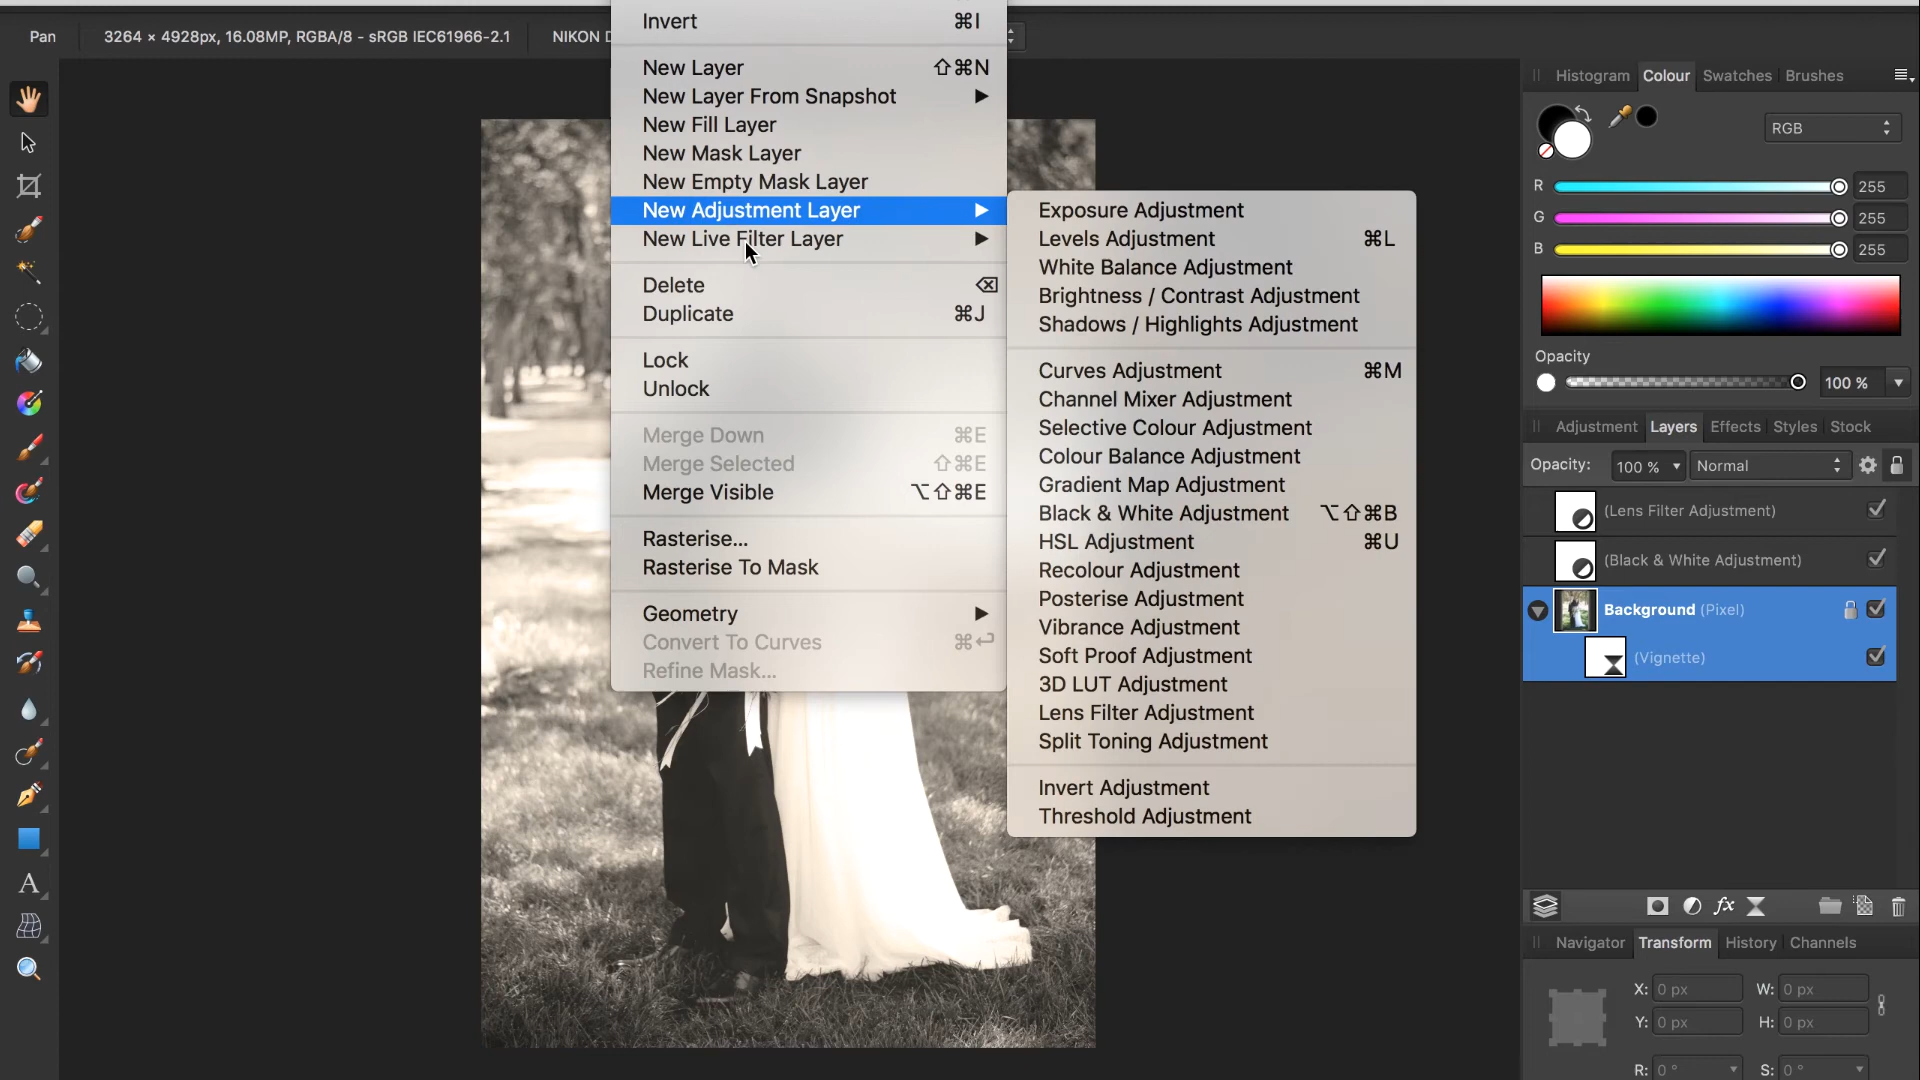 Pan
3264 × 4928px, 16.08MP, RGBA/8 - sRGB IEC61966-2.1
NIKON
Invert ⌘I
New Layer ⇧⌘N
New Layer From Snapshot
New Fill Layer
New Mask Layer
New Empty Mask Layer
New Adjustment Layer
New Live Filter Layer
Delete
Duplicate ⌘J
Lock
Unlock
Merge Down ⌘E
Merge Selected ⇧⌘E
Merge Visible ⌥⇧⌘E
Rasterise...
Rasterise To Mask
Geometry
Convert To Curves ⌘↩
Refine Mask...
Exposure Adjustment
Levels Adjustment ⌘L
White Balance Adjustment
Brightness / Contrast Adjustment
Shadows / Highlights Adjustment
Curves Adjustment ⌘M
Channel Mixer Adjustment
Selective Colour Adjustment
Colour Balance Adjustment
Gradient Map Adjustment
Black & White Adjustment ⌥⇧⌘B
HSL Adjustment ⌘U
Recolour Adjustment
Posterise Adjustment
Vibrance Adjustment
Soft Proof Adjustment
3D LUT Adjustment
Lens Filter Adjustment
Split Toning Adjustment
Invert Adjustment
Threshold Adjustment
Histogram Colour Swatches Brushes
RGB
R 255
G 255
B 255
Opacity
100 %
Adjustment Layers Effects Styles Stock
Opacity: 100 % Normal
(Lens Filter Adjustment)
(Black & White Adjustment)
Background (Pixel)
(Vignette)
fx
Navigator Transform History Channels
X: 0 px W: 0 px
Y: 0 px H: 0 px
R: 0 ° S: 0 °